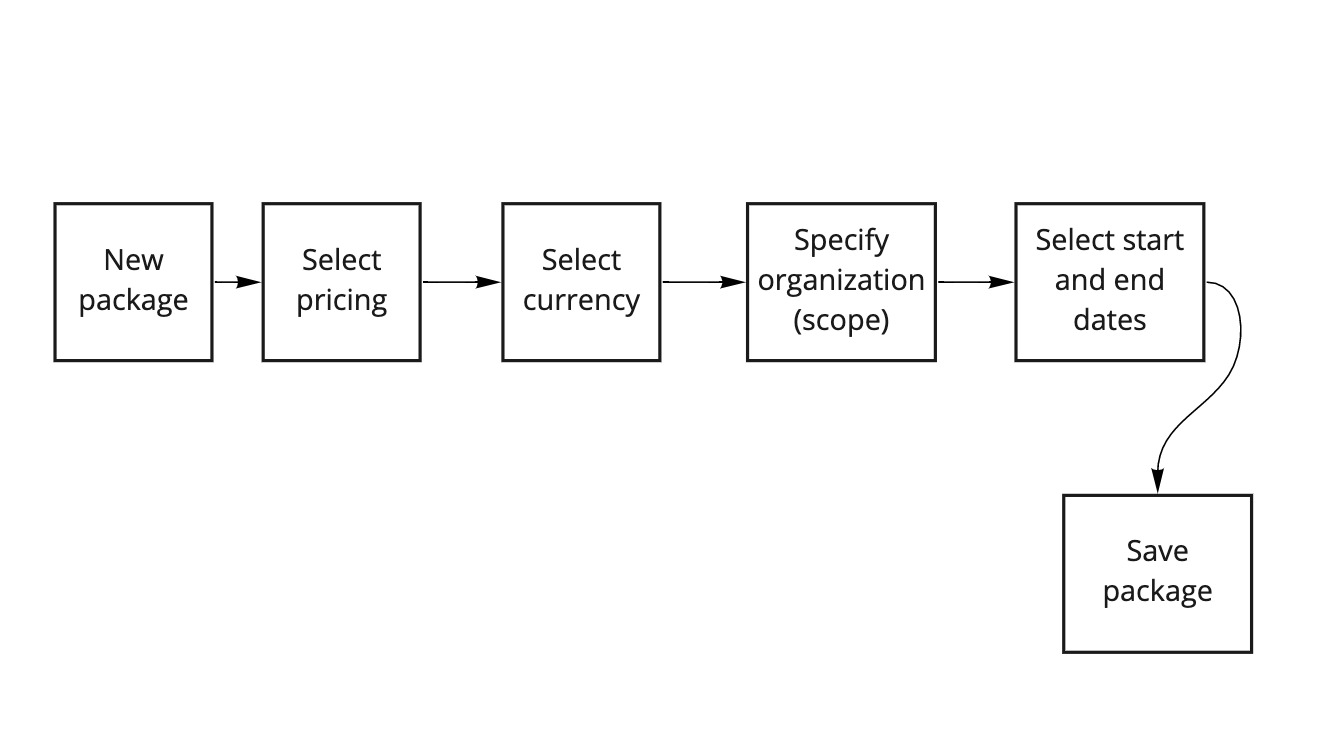 New
package
Select
pricing
Select
currency
Specify
organization
(scope)
Select start
and end
dates
Save
package